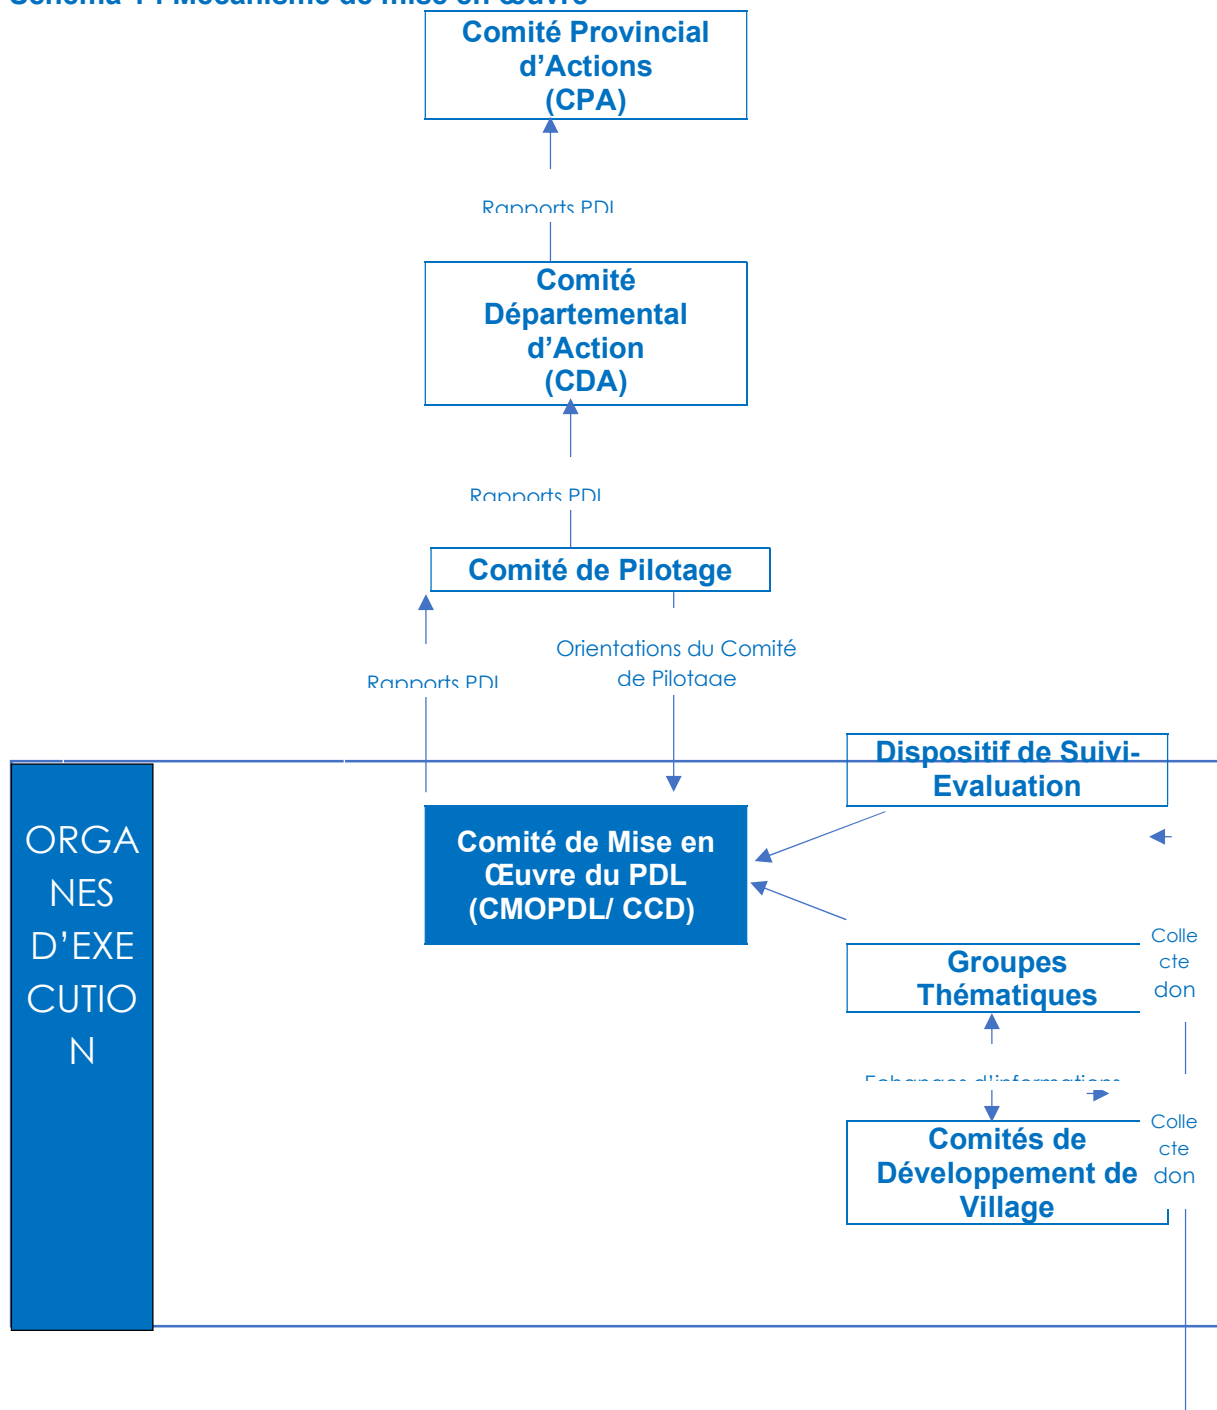 Comité Provincial
d'Actions
(CPA)
Rapports PDL
Comité
Départemental
d'Action
(CDA)
Rapports PDL
Comité de Pilotage
Orientations du Comité
de Pilotage
Rapports PDL
Dispositif de Suivi-
Evaluation
ORGA
NES
D'EXE
CUTIO
N
Comité de Mise en
Œuvre du PDL
(CMOPDL/ CCD)
Groupes
Thématiques
Colle
cte
don
Echanges d'informations
Comités de
Développement de
Village
Colle
cte
don